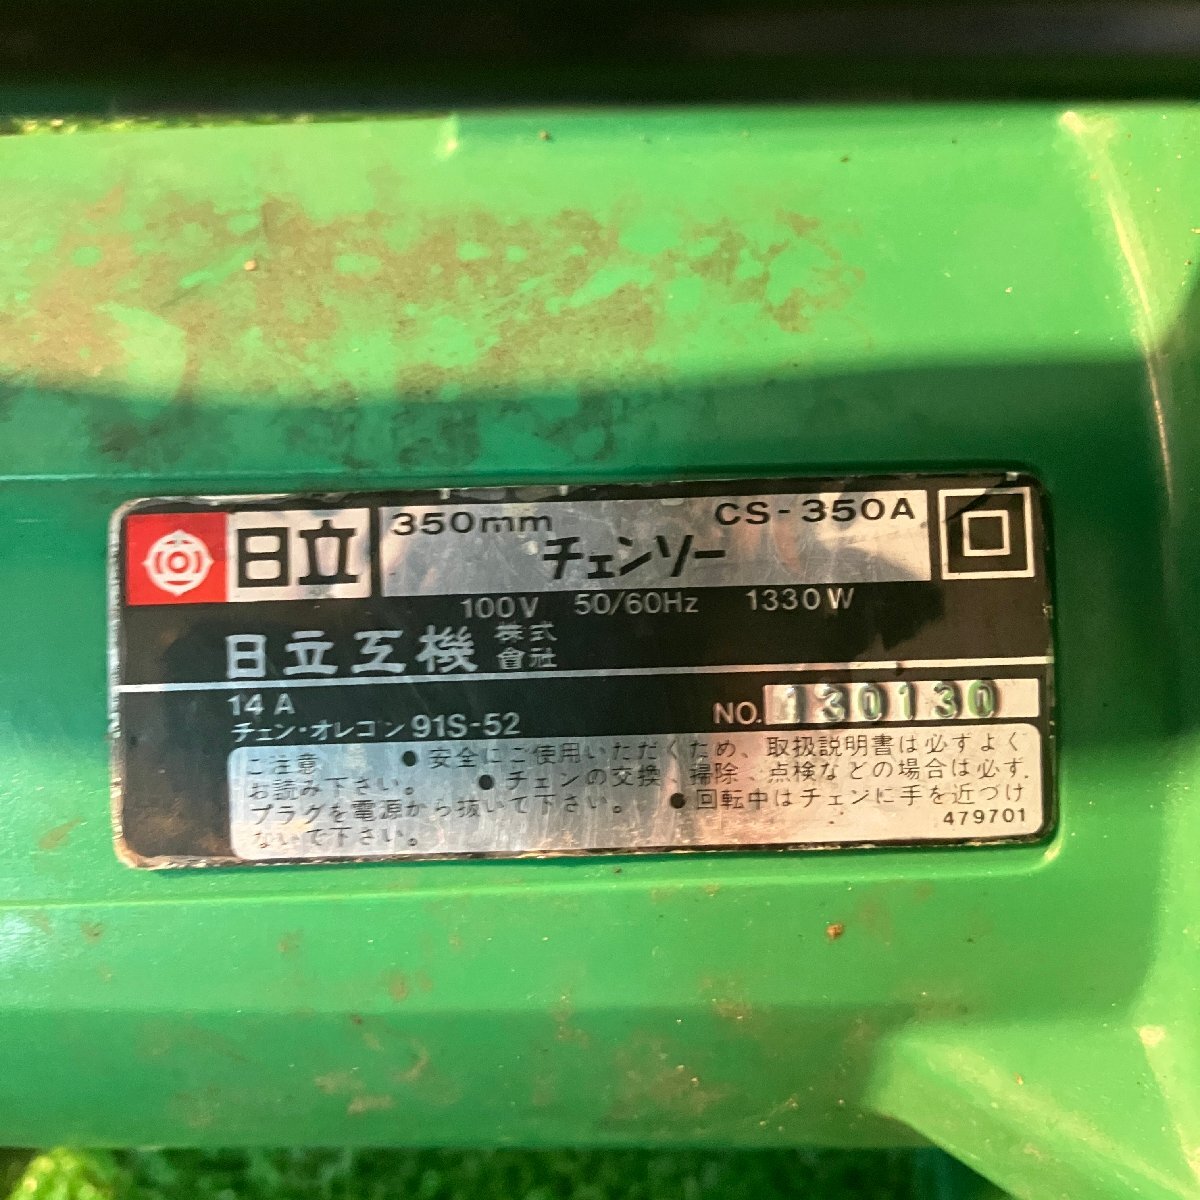 日立
350mm CS-350A
チェンソー
100V 50/60Hz 1330W
日立工機 株式會社
14A
チェン・オレゴン 91S-52
NO. 130130
ご注意 ●安全にご使用いただくため、取扱説明書は必ずよく
お読み下さい。 ●チェンの交換、掃除、点検などの場合は必ず
プラグを電源から抜いて下さい。 ●回転中はチェンに手を近づけ
ないで下さい。 479701